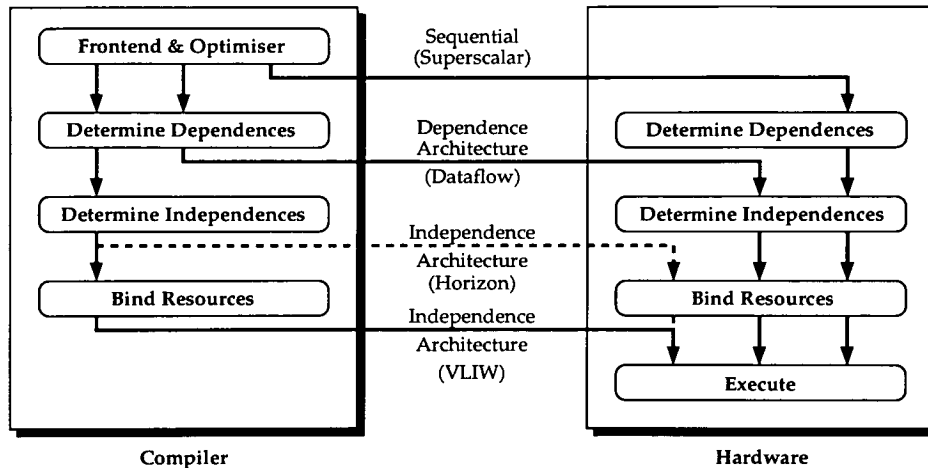 Frontend & Optimiser
Sequential
(Superscalar)
Determine Dependences
Dependence
Architecture
(Dataflow)
Determine Dependences
Determine Independences
Determine Independences
Independence
Architecture
(Horizon)
Bind Resources
Bind Resources
Independence
Architecture
(VLIW)
Execute
Compiler
Hardware